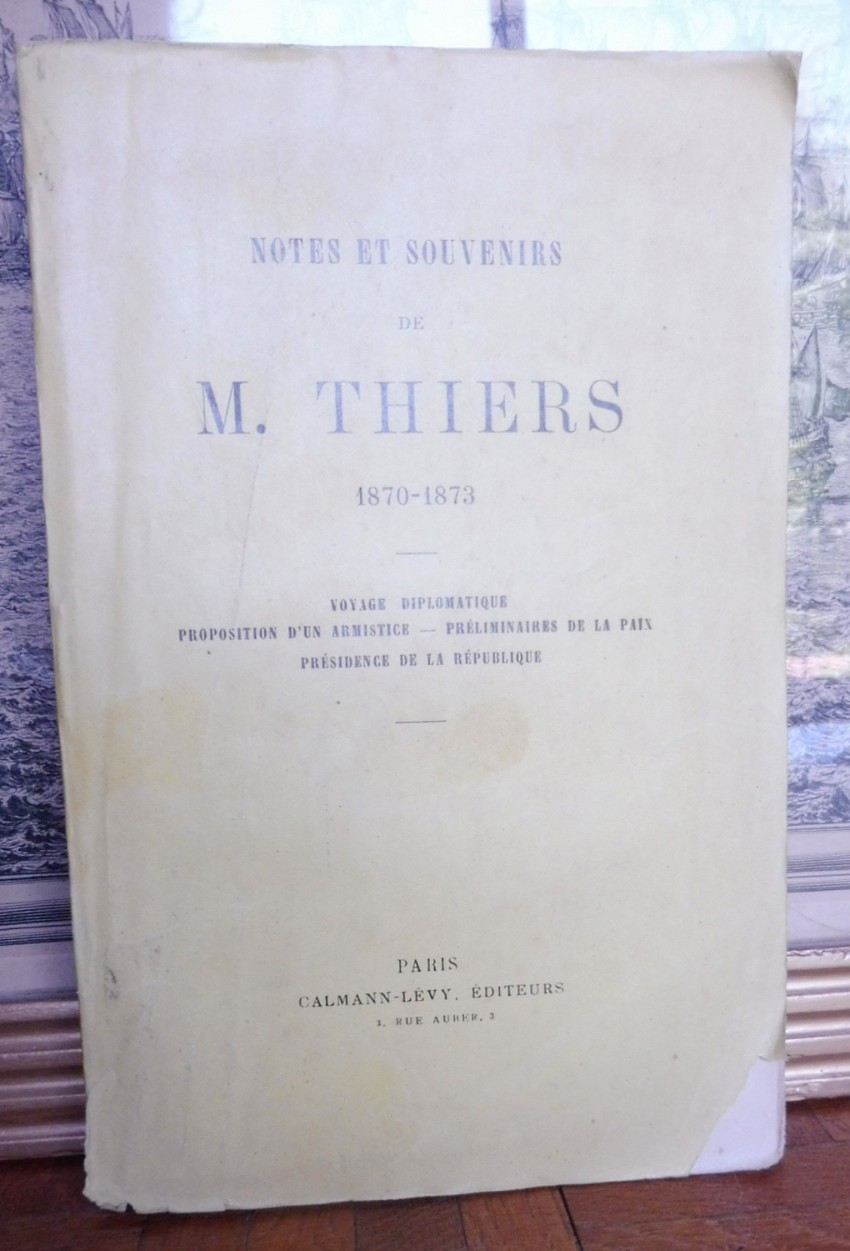 NOTES ET SOUVENIRS
DE
M. THIERS
1870-1873
VOYAGE DIPLOMATIQUE
PROPOSITION D'UN ARMISTICE — PRÉLIMINAIRES DE LA PAIX
PRÉSIDENCE DE LA RÉPUBLIQUE
PARIS
CALMANN-LÉVY, ÉDITEURS
3, RUE AUBER, 3